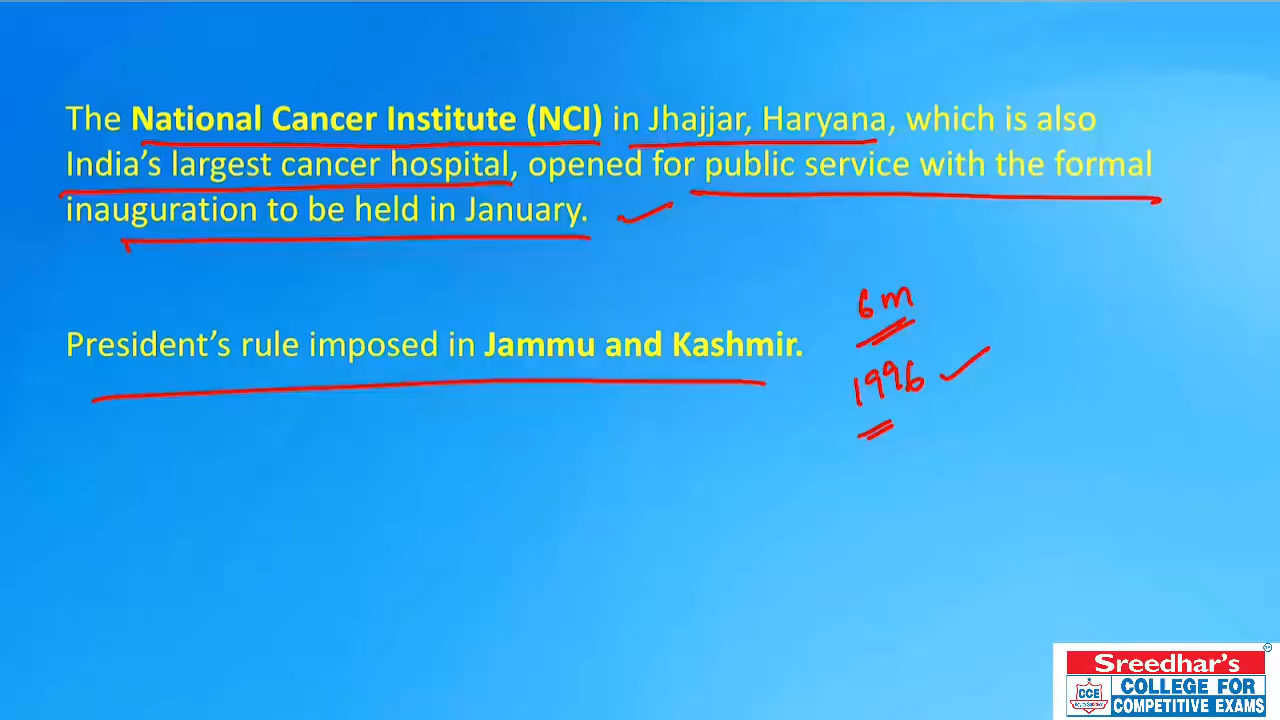 The National Cancer Institute (NCI) in Jhajjar, Haryana, which is also
India's largest cancer hospital, opened for public service with the formal
inauguration to be held in January.
6m
President's rule imposed in Jammu and Kashmir.
1996
Sreedhar's
CCE
COLLEGE FOR
COMPETITIVE EXAMS